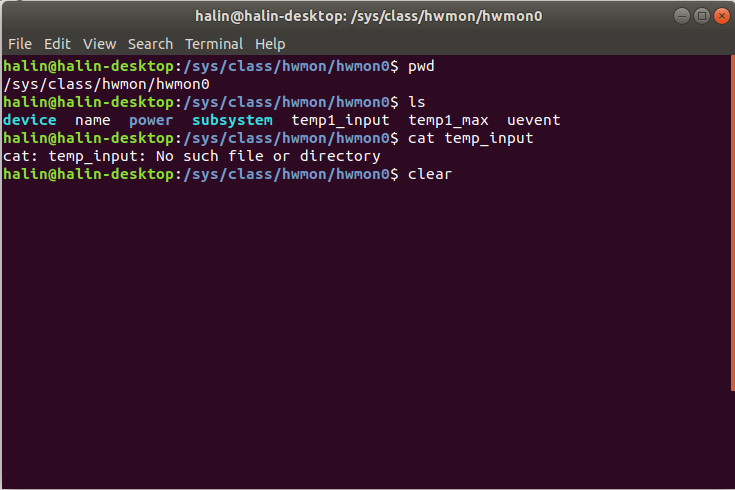 halin@halin-desktop: /sys/class/hwmon/hwmon0
File Edit View Search Terminal Help
halin@halin-desktop:/sys/class/hwmon/hwmon0$ pwd
/sys/class/hwmon/hwmon0
halin@halin-desktop:/sys/class/hwmon/hwmon0$ ls
device name power subsystem temp1_input temp1_max uevent
halin@halin-desktop:/sys/class/hwmon/hwmon0$ cat temp_input
cat: temp_input: No such file or directory
halin@halin-desktop:/sys/class/hwmon/hwmon0$ clear